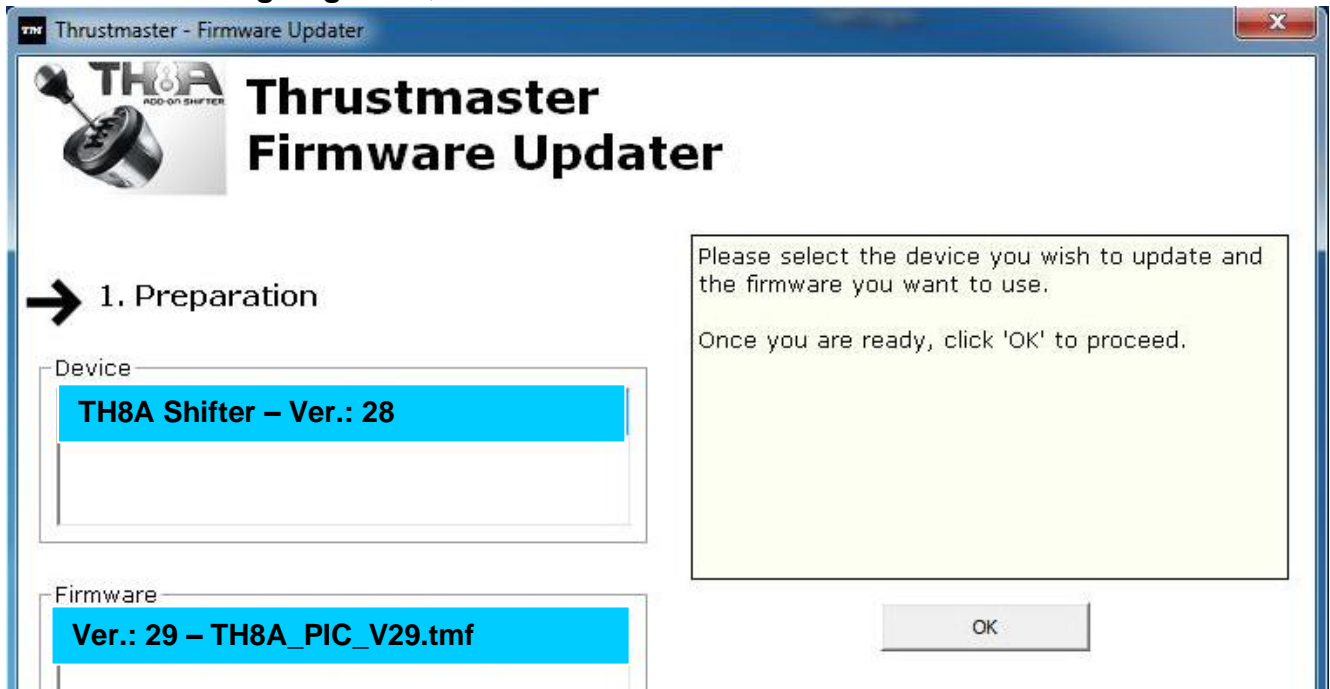 Thrustmaster - Firmware Updater
TH8A
ADD-ON SHIFTER
Thrustmaster
Firmware Updater
1. Preparation
Please select the device you wish to update and
the firmware you want to use.
Once you are ready, click 'OK' to proceed.
Device
TH8A Shifter – Ver.: 28
Firmware
Ver.: 29 – TH8A_PIC_V29.tmf
OK